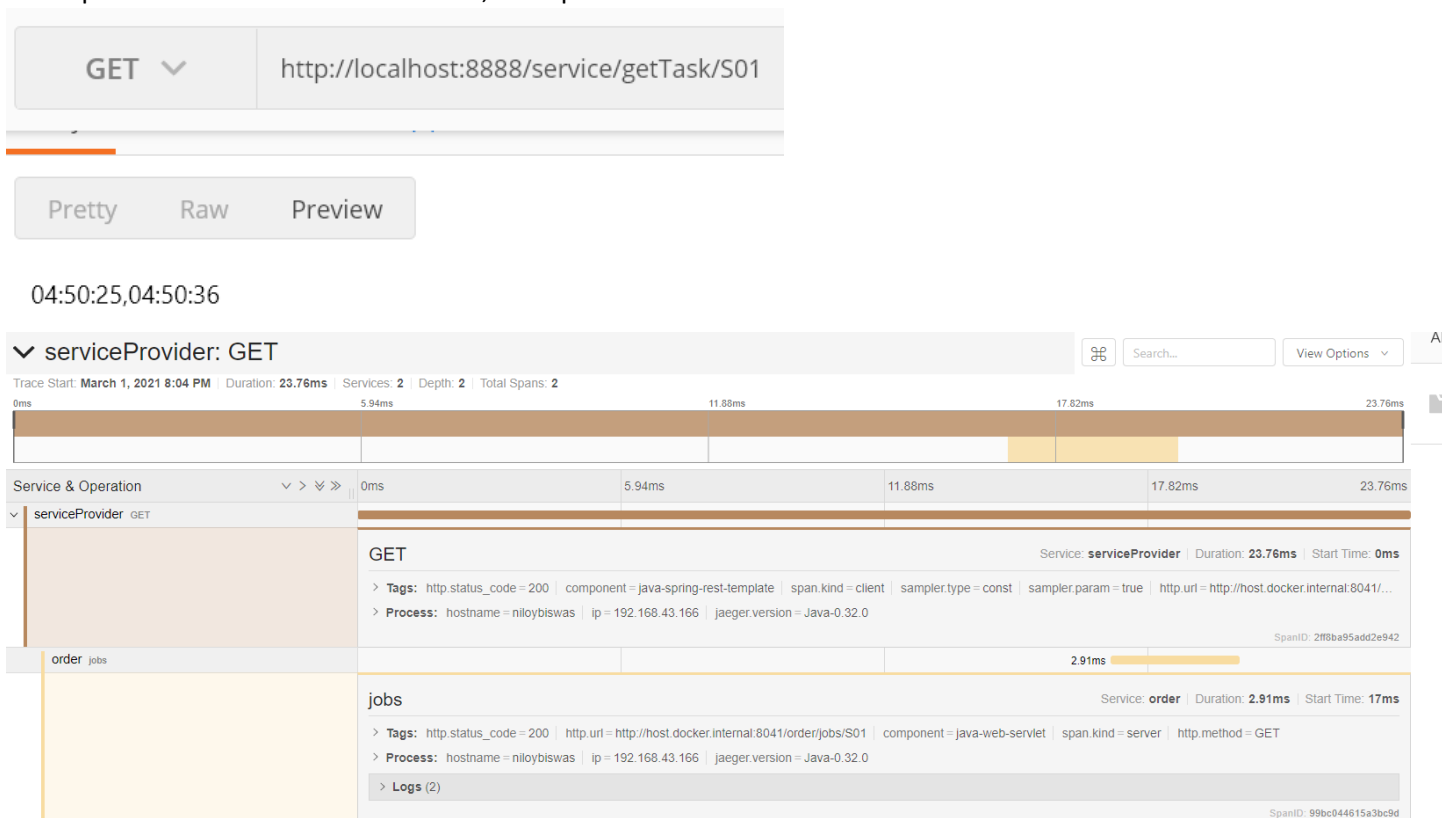 GET
http://localhost:8888/service/getTask/S01
Pretty Raw Preview
04:50:25,04:50:36
serviceProvider: GET
Search...
View Options
Trace Start: March 1, 2021 8:04 PM | Duration: 23.76ms | Services: 2 | Depth: 2 | Total Spans: 2
0ms 5.94ms 11.88ms 17.82ms 23.76ms
Service & Operation 0ms 5.94ms 11.88ms 17.82ms 23.76ms
serviceProvider GET
GET Service: serviceProvider | Duration: 23.76ms | Start Time: 0ms
> Tags: http.status_code = 200 | component = java-spring-rest-template | span.kind = client | sampler.type = const | sampler.param = true | http.url = http://host.docker.internal:8041/...
> Process: hostname = niloybiswas | ip = 192.168.43.166 | jaeger.version = Java-0.32.0
SpanID: 2ff8ba95add2e942
order jobs 2.91ms
jobs Service: order | Duration: 2.91ms | Start Time: 17ms
> Tags: http.status_code = 200 | http.url = http://host.docker.internal:8041/order/jobs/S01 | component = java-web-servlet | span.kind = server | http.method = GET
> Process: hostname = niloybiswas | ip = 192.168.43.166 | jaeger.version = Java-0.32.0
> Logs (2)
SpanID: 99bc044615a3bc9d